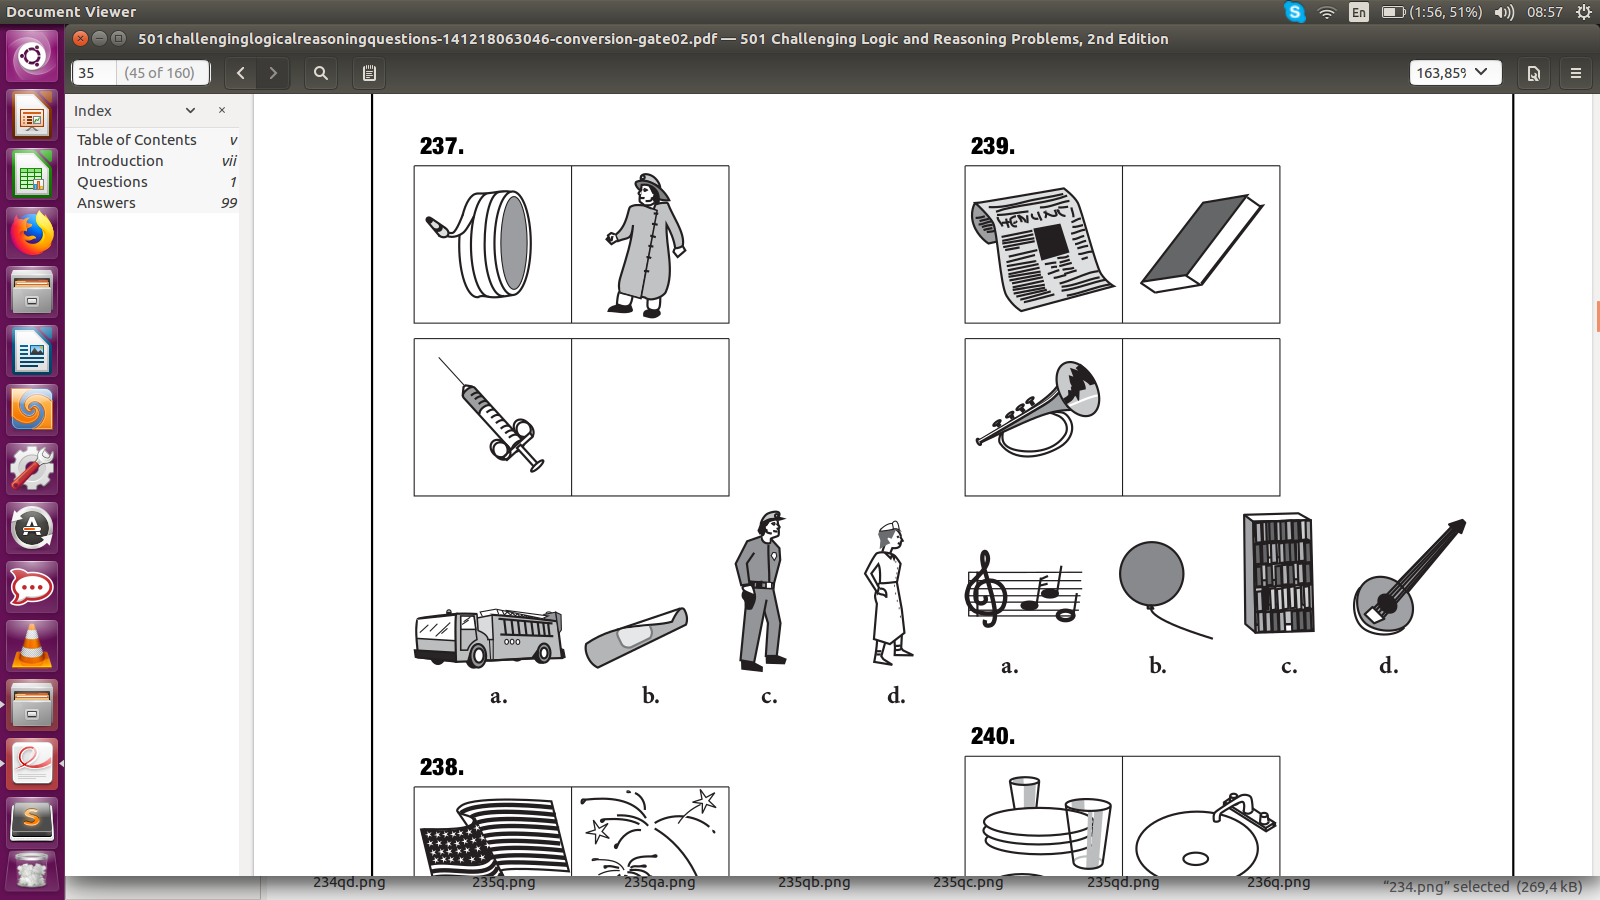 Document Viewer
En
(1:56, 51%)
08:57
501challenginglogicalreasoningquestions-141218063046-conversion-gate02.pdf — 501 Challenging Logic and Reasoning Problems, 2nd Edition
35 (45 of 160)
163,85%
Index
Table of Contents v
Introduction vii
Questions 1
Answers 99
237.
a. b. c. d.
238.
239.
a. b. c. d.
240.
234qd.png 235q.png 235qa.png 235qb.png 235qc.png 235qd.png 236q.png
“234.png” selected (269,4 kB)